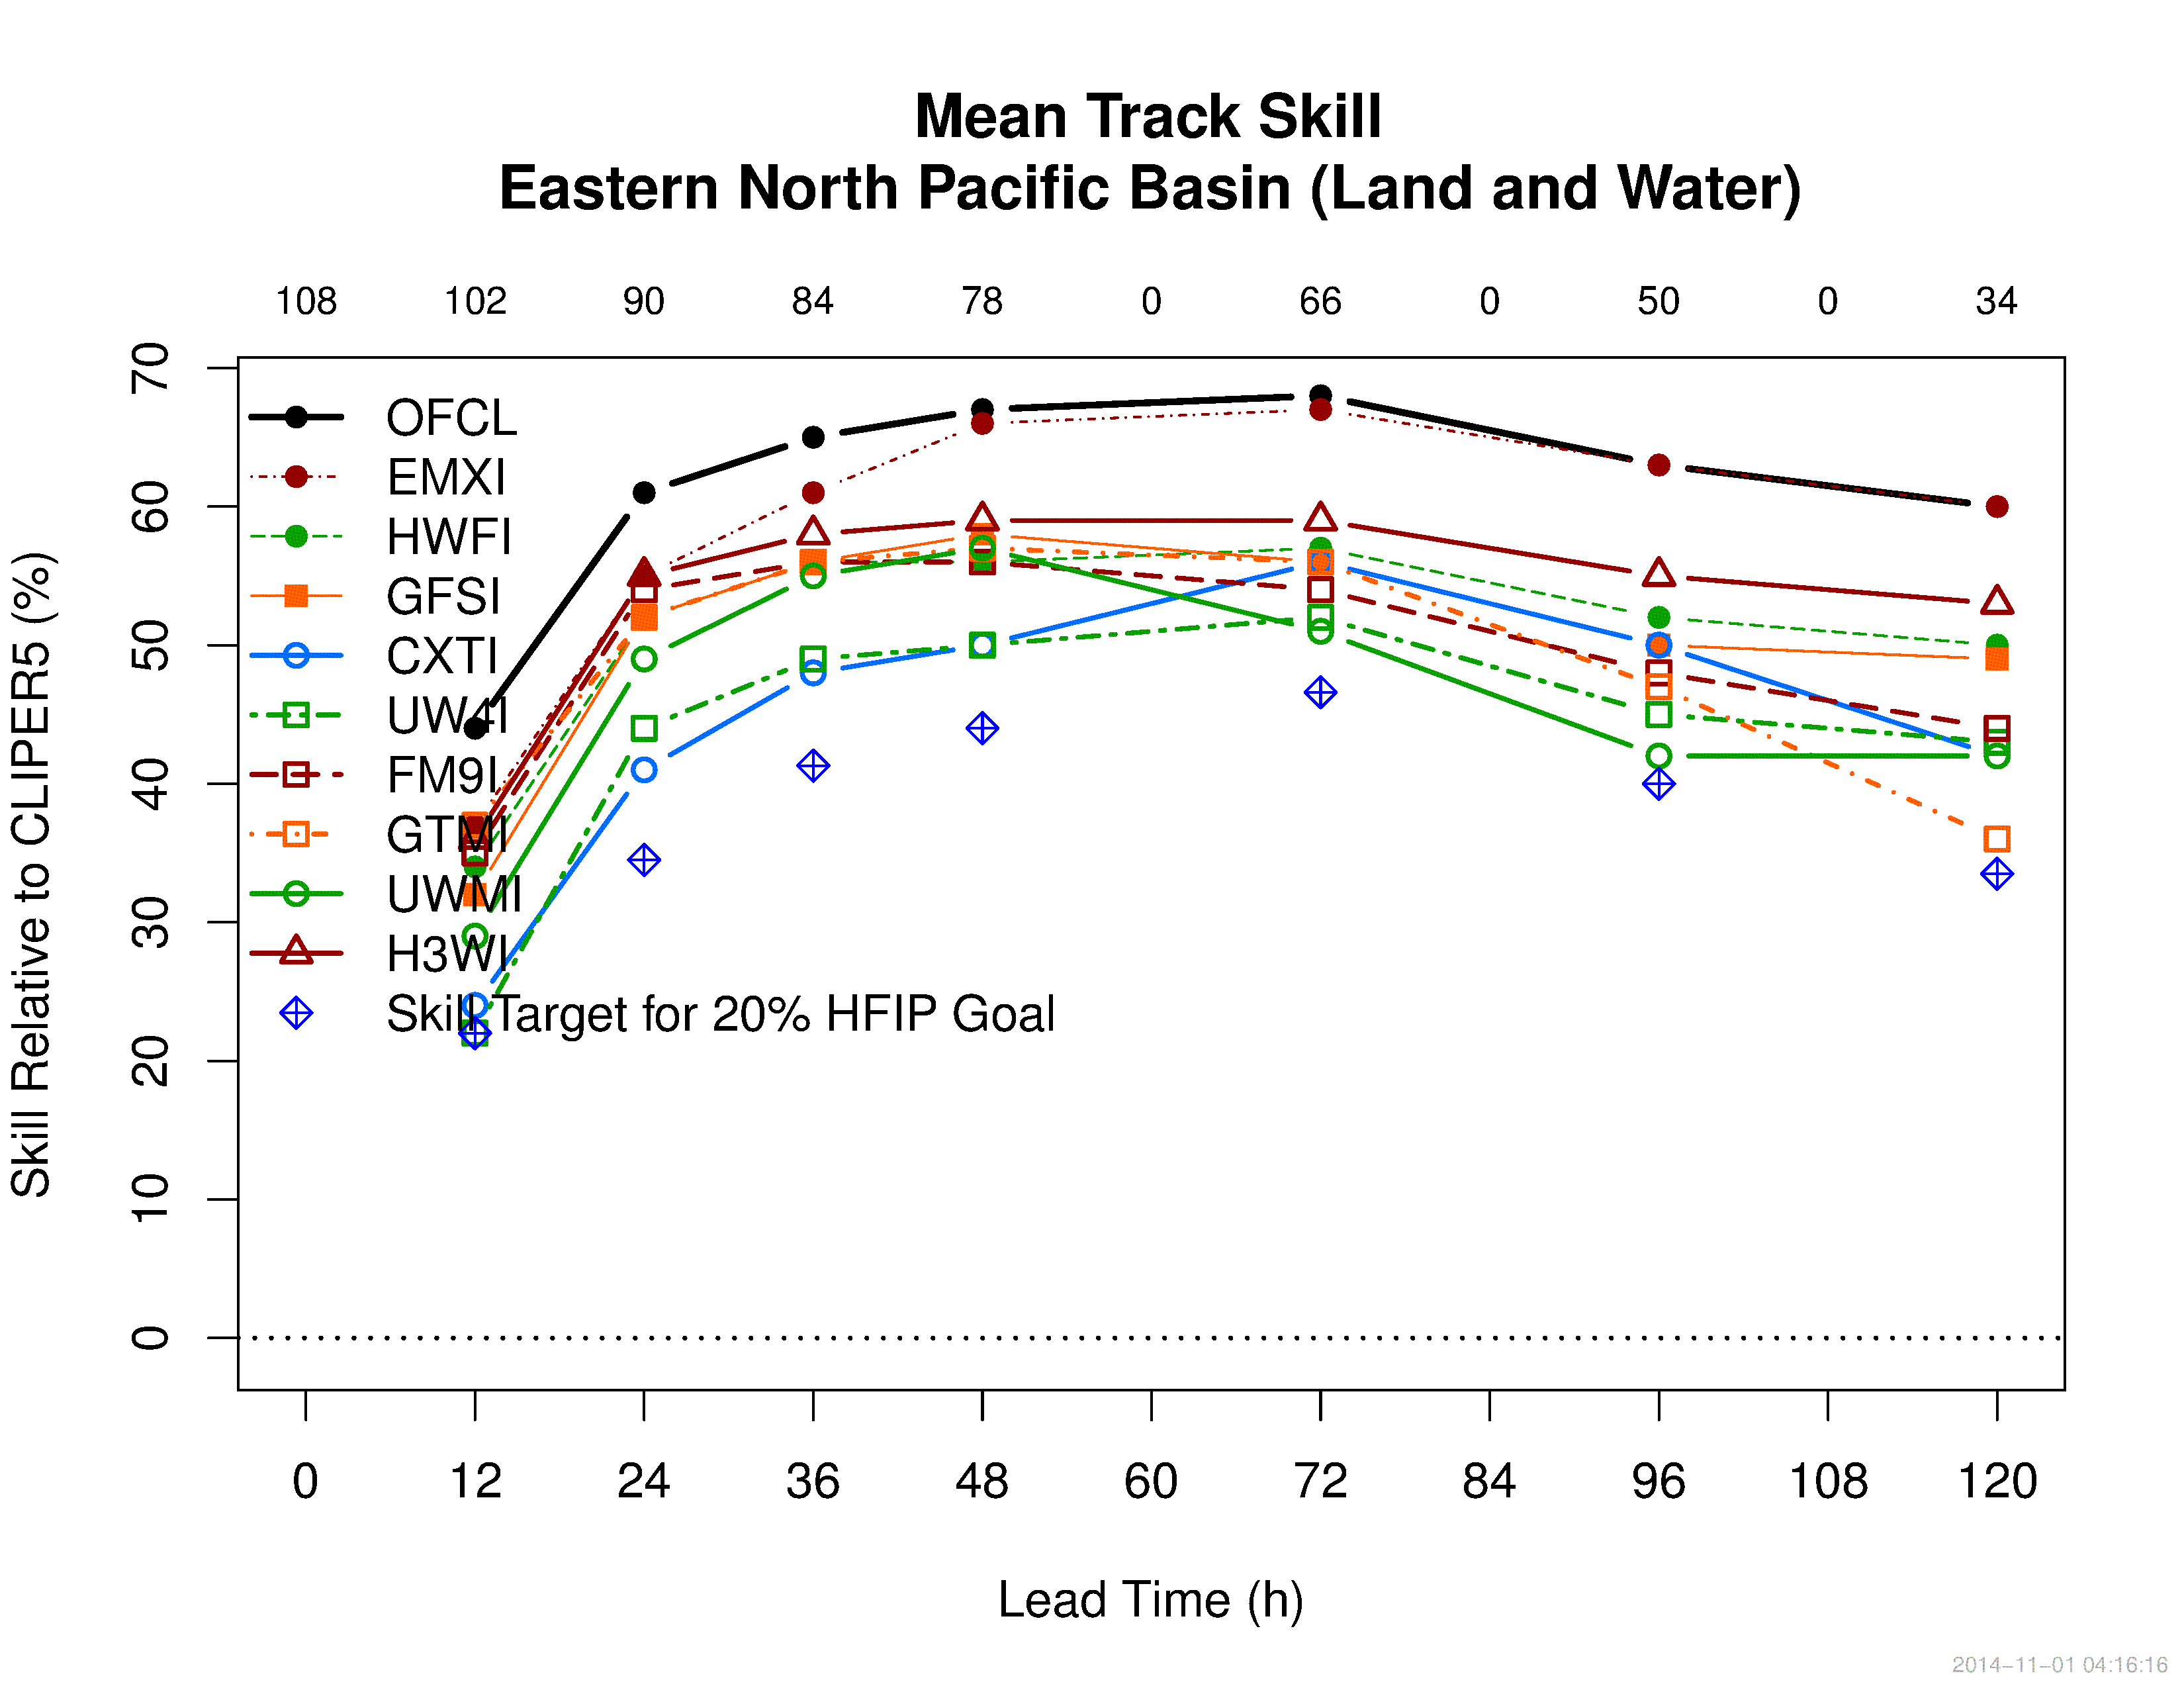 Mean Track Skill
Eastern North Pacific Basin (Land and Water)
108 102 90 84 78 0 66 0 50 0 34
70
60
50
40
30
20
10
0
Skill Relative to CLIPER5 (%)
OFCL
EMXI
HWFI
GFSI
CXTI
UW4I
FM9I
GTMI
UWMI
H3WI
Skill Target for 20% HFIP Goal
0 12 24 36 48 60 72 84 96 108 120
Lead Time (h)
2014-11-01 04:16:16